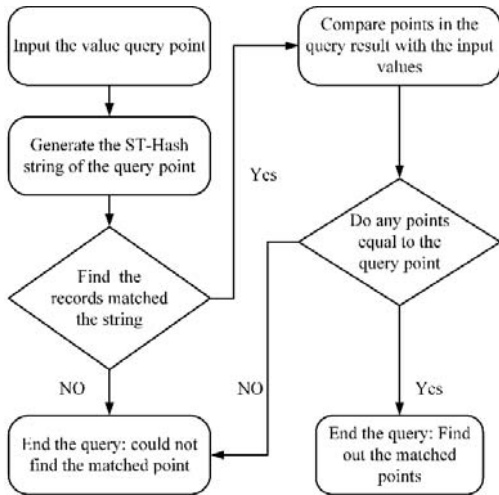 Input the value query point
Generate the ST-Hash
string of the query point
Find the
records matched
the string
NO
Yes
End the query: could not
find the matched point
Compare points in the
query result with the input
values
Do any points
equal to the
query point
NO
Yes
End the query: Find
out the matched
points